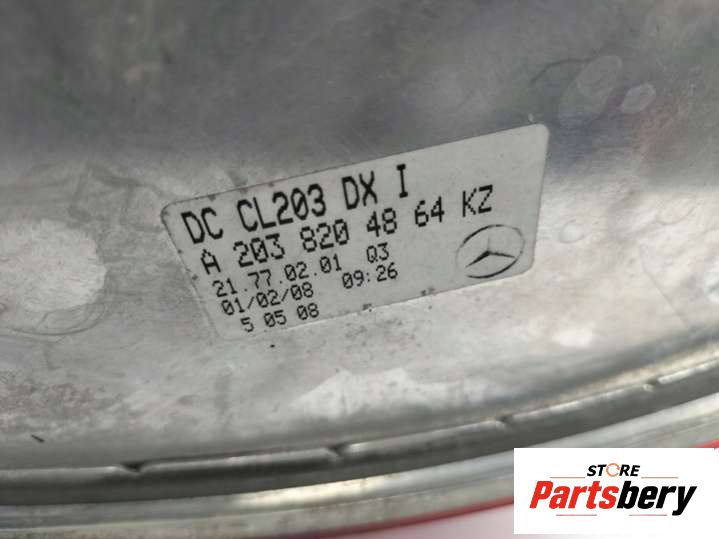 DC CL203 DX I
A 203 820 48 64 KZ
21.77.02.01 Q3
01/02/08 09:26
5 05 08
STORE
Partsbery